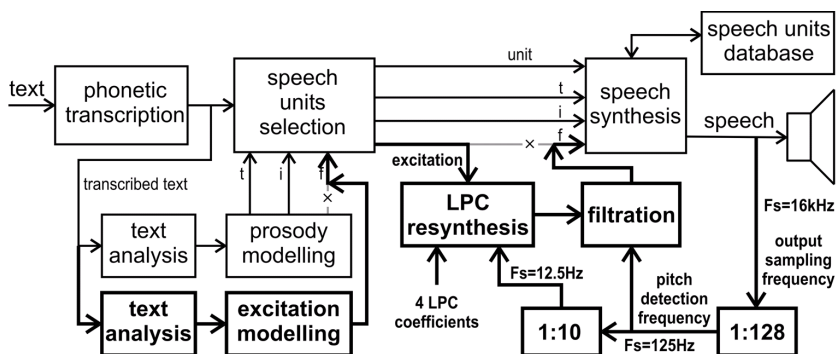 text
phonetic
transcription
speech
units
selection
unit
t
i
f
speech
synthesis
speech units
database
speech
transcribed text
t
i
f
×
×
excitation
text
analysis
prosody
modelling
LPC
resynthesis
filtration
Fs=16kHz
output
sampling
frequency
text
analysis
excitation
modelling
4 LPC
coefficients
Fs=12.5Hz
pitch
detection
frequency
1:10
Fs=125Hz
1:128